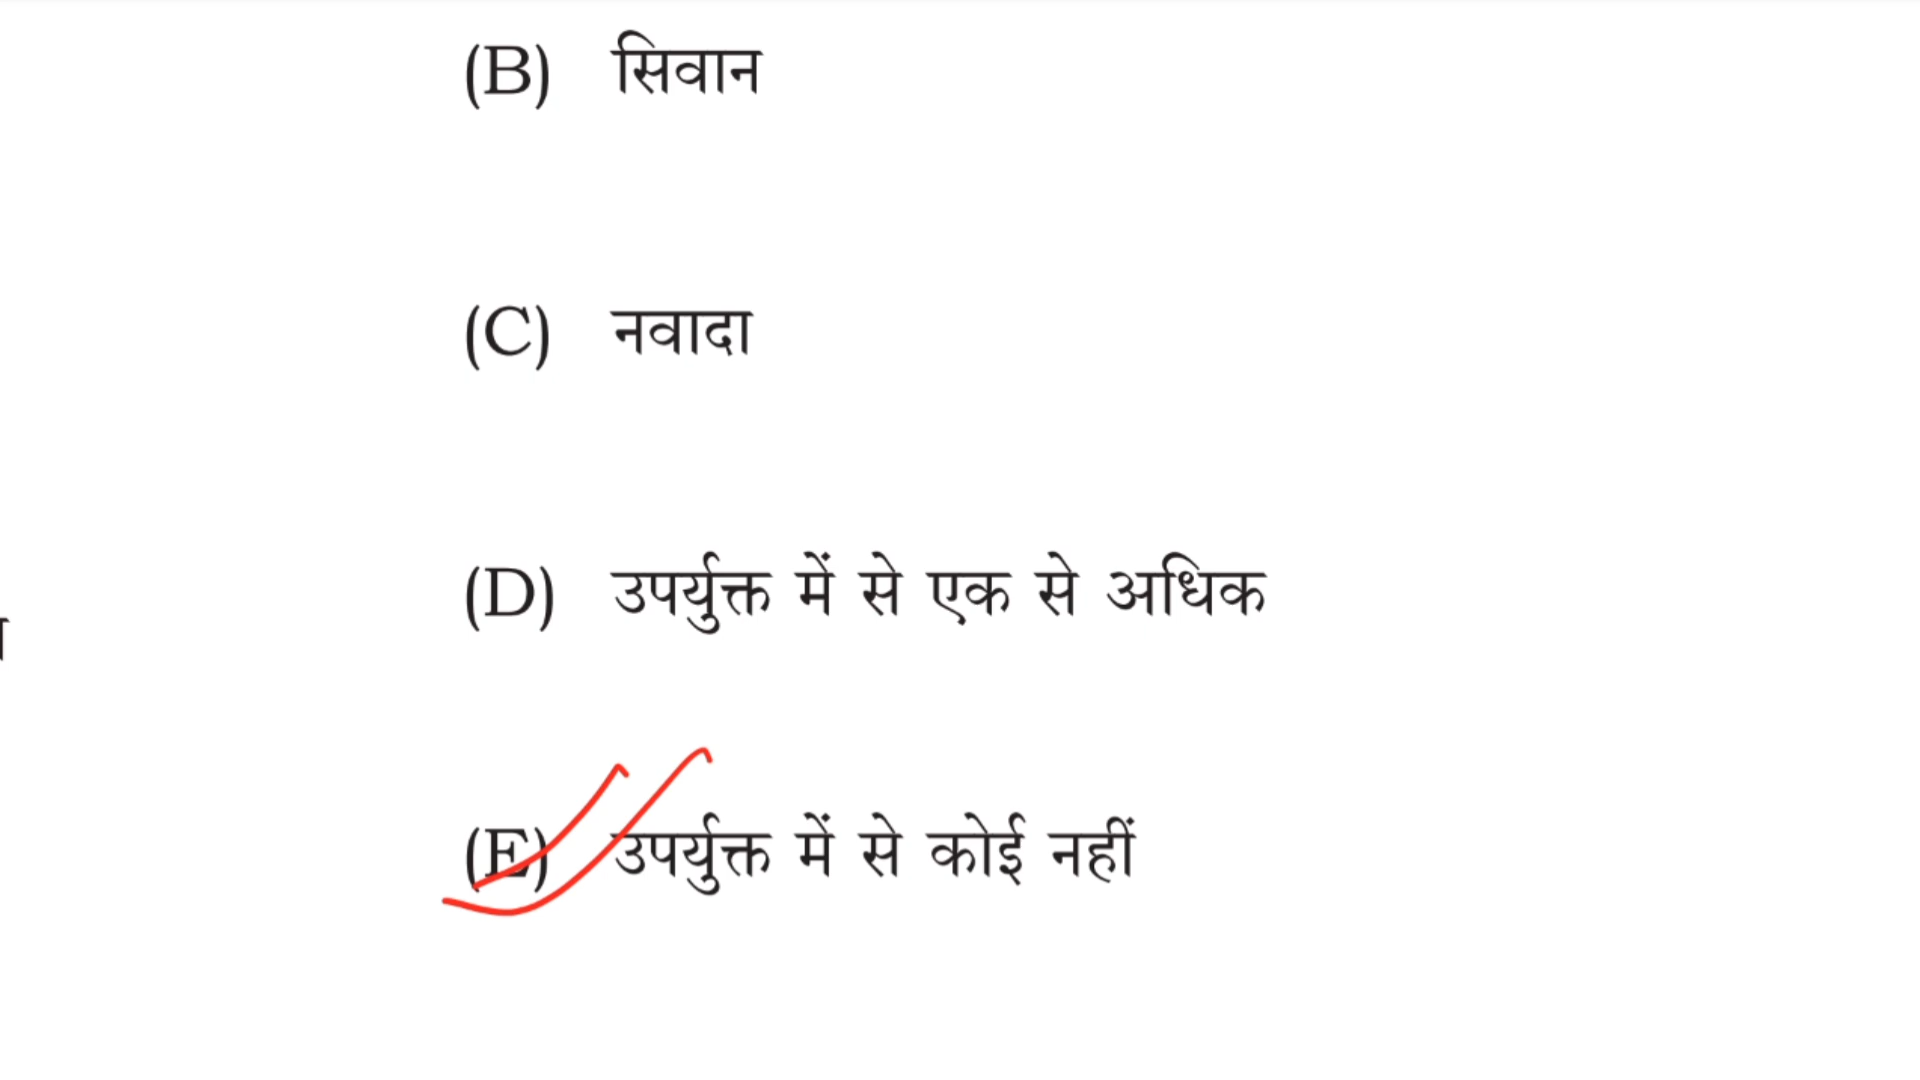 (B) सिवान
(C) नवादा
(D) उपर्युक्त में से एक से अधिक
(E) उपर्युक्त में से कोई नहीं